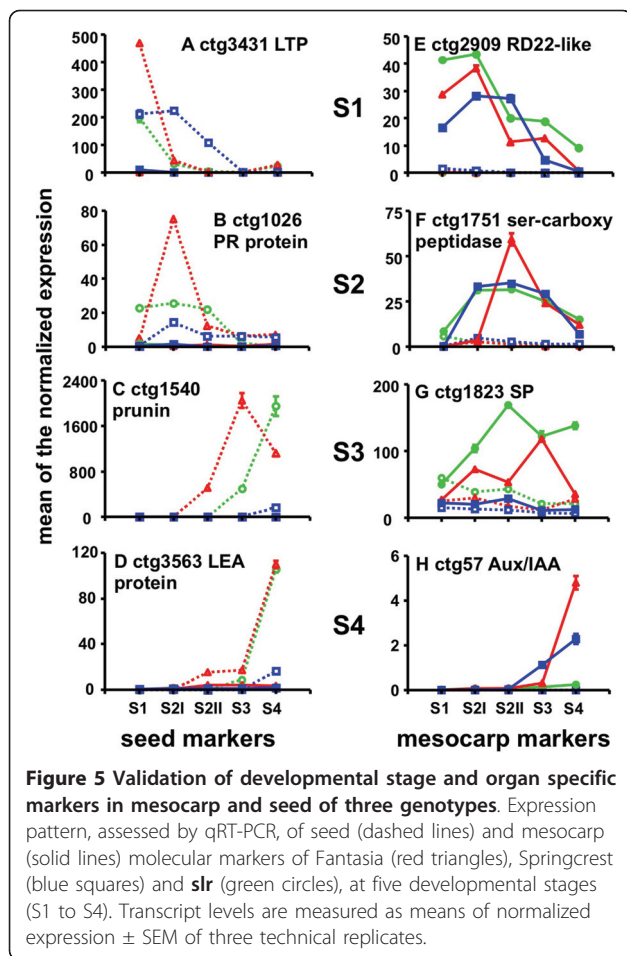 mean of the normalized expression
A ctg3431 LTP
500
400
300
200
100
0
E ctg2909 RD22-like
50
40
30
20
10
0
S1
B ctg1026
PR protein
80
60
40
20
0
F ctg1751 ser-carboxy
peptidase
75
50
25
0
S2
C ctg1540
prunin
2400
1800
1200
600
0
G ctg1823 SP
200
100
0
S3
D ctg3563 LEA
protein
120
80
40
0
H ctg57 Aux/IAA
6
4
2
0
S4
S1 S2I S2II S3 S4
S1 S2I S2II S3 S4
seed markers
mesocarp markers
Figure 5 Validation of developmental stage and organ specific
markers in mesocarp and seed of three genotypes. Expression
pattern, assessed by qRT-PCR, of seed (dashed lines) and mesocarp
(solid lines) molecular markers of Fantasia (red triangles), Springcrest
(blue squares) and slr (green circles), at five developmental stages
(S1 to S4). Transcript levels are measured as means of normalized
expression ± SEM of three technical replicates.